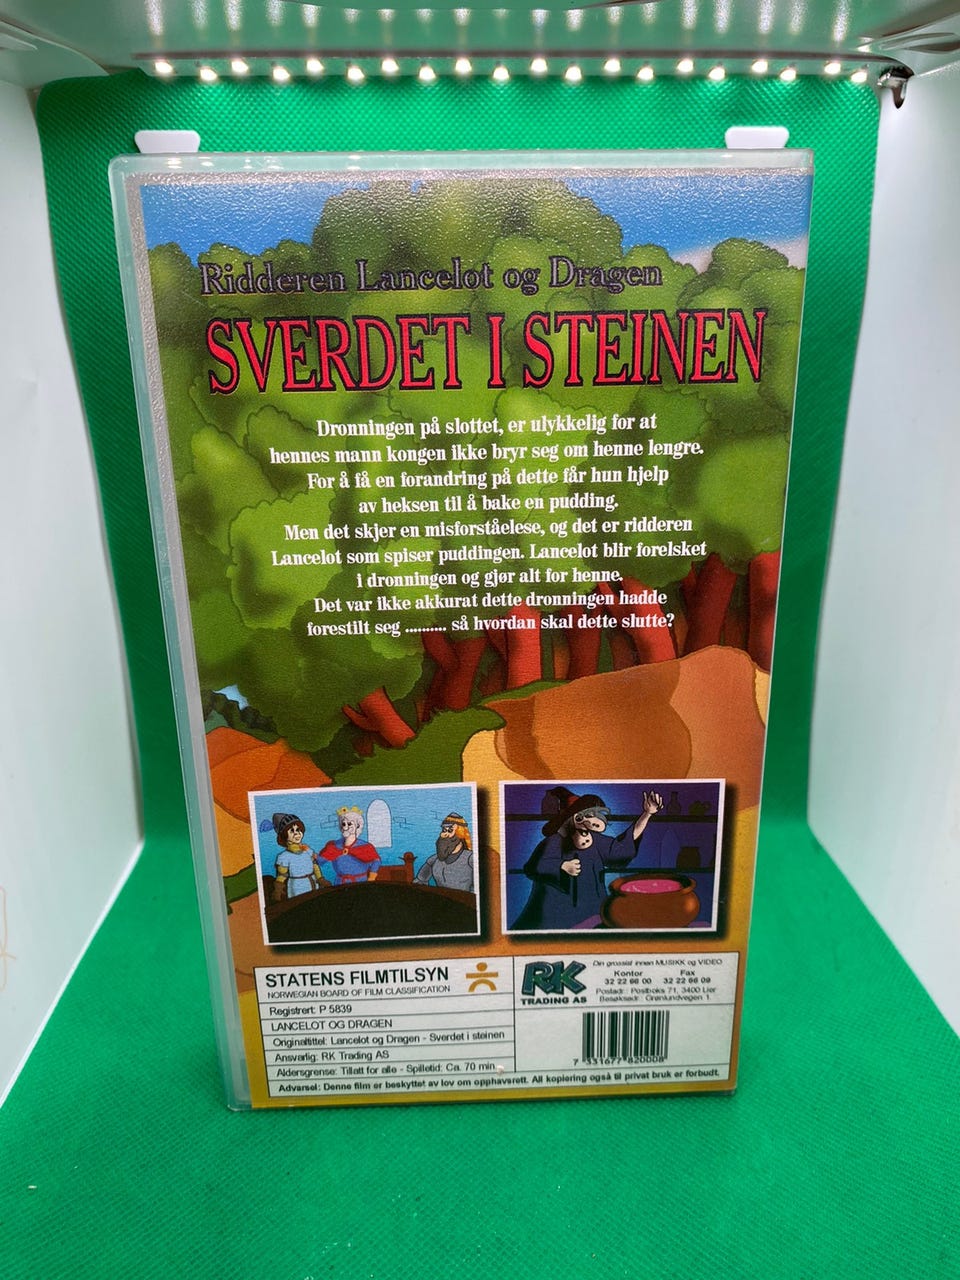 Ridderen Lancelot og Dragen
SVERDET I STEINEN
Dronningen på slottet, er ulykkelig for at
hennes mann kongen ikke bryr seg om henne lengre.
For å få en forandring på dette får hun hjelp
av heksen til å bake en pudding.
Men det skjer en misforståelese, og det er ridderen
Lancelot som spiser puddingen. Lancelot blir forelsket
i dronningen og gjør alt for henne.
Det var ikke akkurat dette dronningen hadde
forestilt seg .......... så hvordan skal dette slutte?
STATENS FILMTILSYN
NORWEGIAN BOARD OF FILM CLASSIFICATION
Registrert: P 5839
LANCELOT OG DRAGEN
Originaltittel: Lancelot og Dragen - Sverdet i steinen
Ansvarlig: RK Trading AS
Aldersgrense: Tillatt for alle - Spilletid: Ca. 70 min.
Advarsel: Denne film er beskyttet av lov om opphavsrett. All kopiering også til privat bruk er forbudt.
RK
TRADING AS
Din grossist innen MUSIKK og VIDEO
Kontor Fax
32 22 66 00 32 22 66 09
Postadr.: Postboks 71, 3400 Lier
Besøksadr.: Grønlundvegen 1.
7 331677 820008